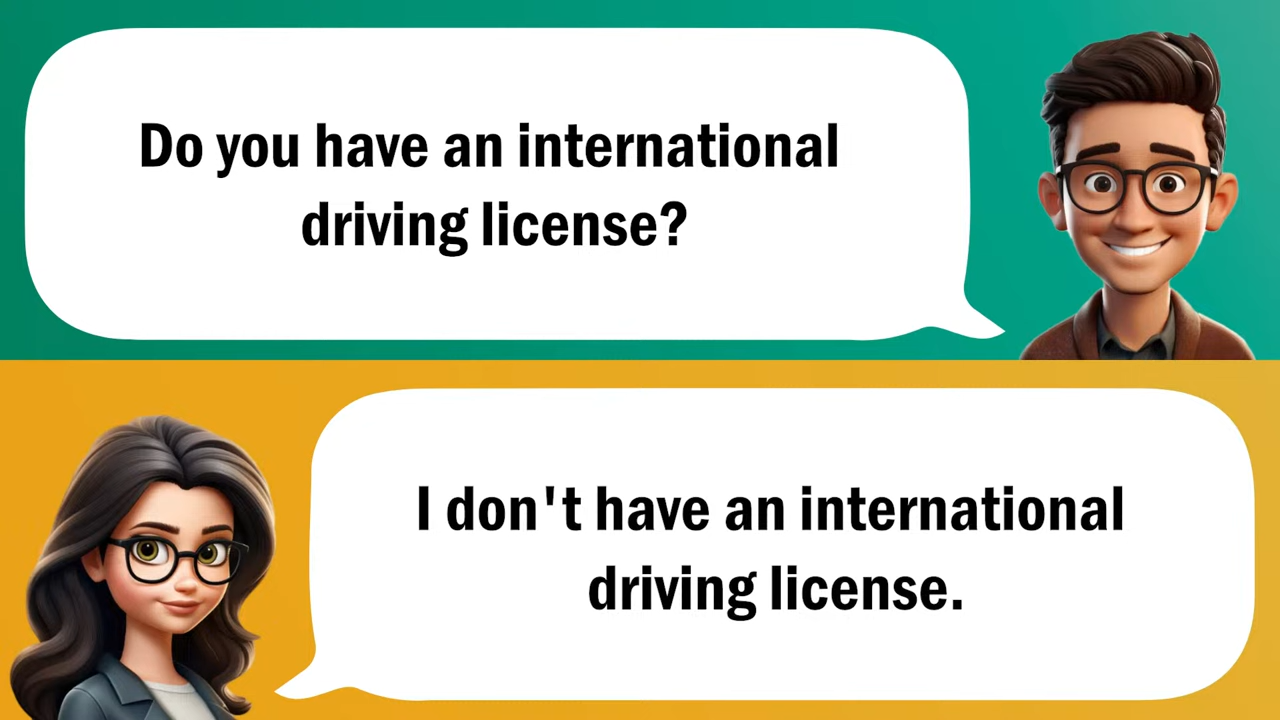 Do you have an international
driving license?
I don't have an international
driving license.